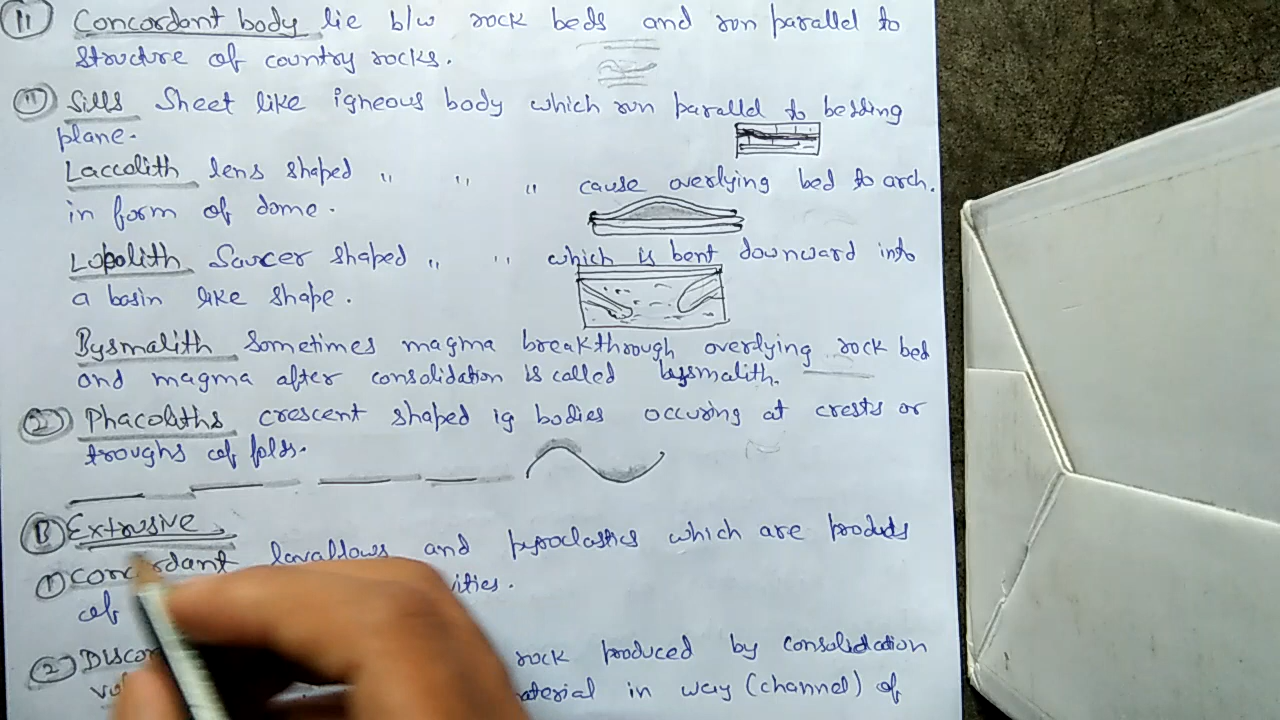 11 Concordant body lie b/w rock beds and run parallel to
structure of country rocks.
11 Sills Sheet like igneous body which run parallel to bedding
plane.
Laccolith lens shaped " " " cause overlying bed to arch.
in form of dome.
Lopolith Saucer shaped " " which is bent downward into
a basin like shape.
Bysmalith Sometimes magma breakthrough overlying rock bed
and magma after consolidation is called bysmalith.
2 Phacoliths crescent shaped ig bodies occuring at crests or
troughs of folds.
B Extrusive
1 Concordant lavaflows and pyroclastics which are products
of
2 rock produced by consolidation
in way (channel) of